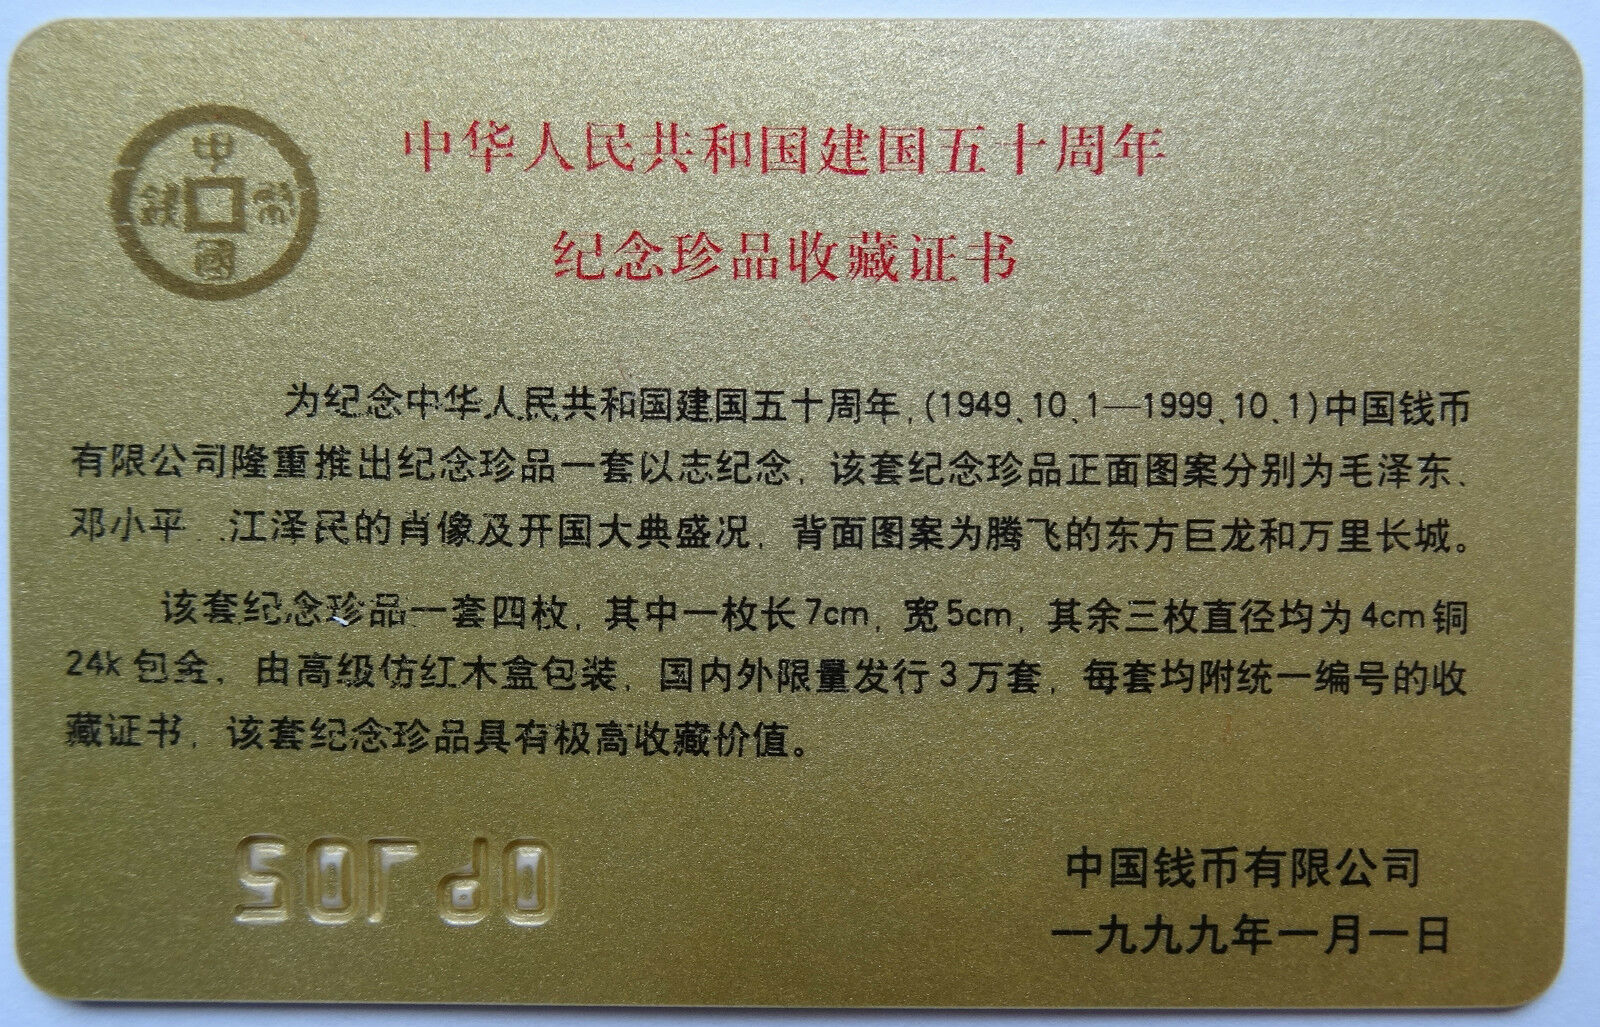 中
錢 幣
國
中华人民共和国建国五十周年
纪念珍品收藏证书
为纪念中华人民共和国建国五十周年,(1949、10、1—1999、10、1)中国钱币
有限公司隆重推出纪念珍品一套以志纪念,该套纪念珍品正面图案分别为毛泽东、
邓小平、江泽民的肖像及开国大典盛况,背面图案为腾飞的东方巨龙和万里长城。
该套纪念珍品一套四枚,其中一枚长7cm,宽5cm,其余三枚直径均为4cm铜
24k包金,由高级仿红木盒包装,国内外限量发行3万套,每套均附统一编号的收
藏证书,该套纪念珍品具有极高收藏价值。
中国钱币有限公司
一九九九年一月一日